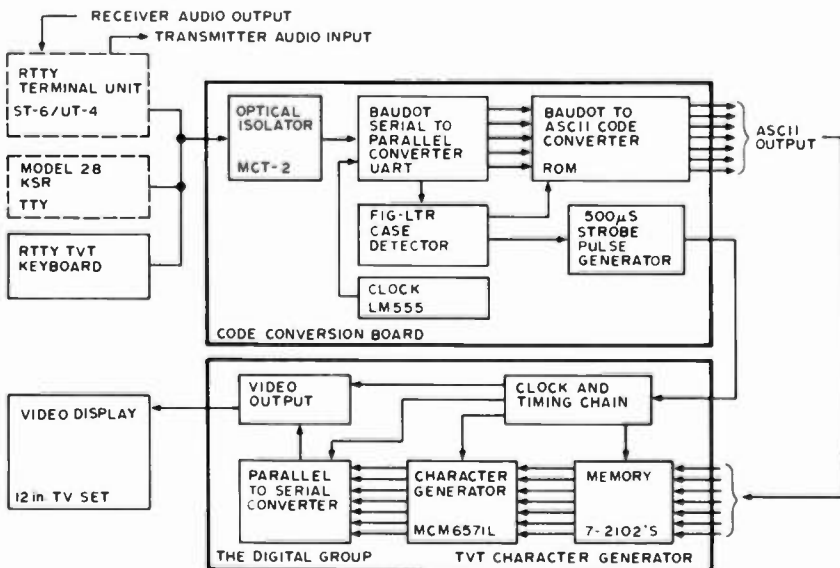 RECEIVER AUDIO OUTPUT
TRANSMITTER AUDIO INPUT
RTTY
TERMINAL UNIT
ST-6/UT-4
MODEL 28
KSR
TTY
RTTY TVT
KEYBOARD
OPTICAL
ISOLATOR
MCT-2
BAUDOT
SERIAL TO
PARALLEL
CONVERTER
UART
BAUDOT TO
ASCII CODE
CONVERTER
ROM
ASCII
OUTPUT
FIG-LTR
CASE
DETECTOR
500µS
STROBE
PULSE
GENERATOR
CLOCK
LM555
CODE CONVERSION BOARD
VIDEO DISPLAY
12in TV SET
VIDEO
OUTPUT
CLOCK AND
TIMING CHAIN
PARALLEL
TO SERIAL
CONVERTER
CHARACTER
GENERATOR
MCM6571L
MEMORY
7-2102'S
THE DIGITAL GROUP
TVT CHARACTER GENERATOR